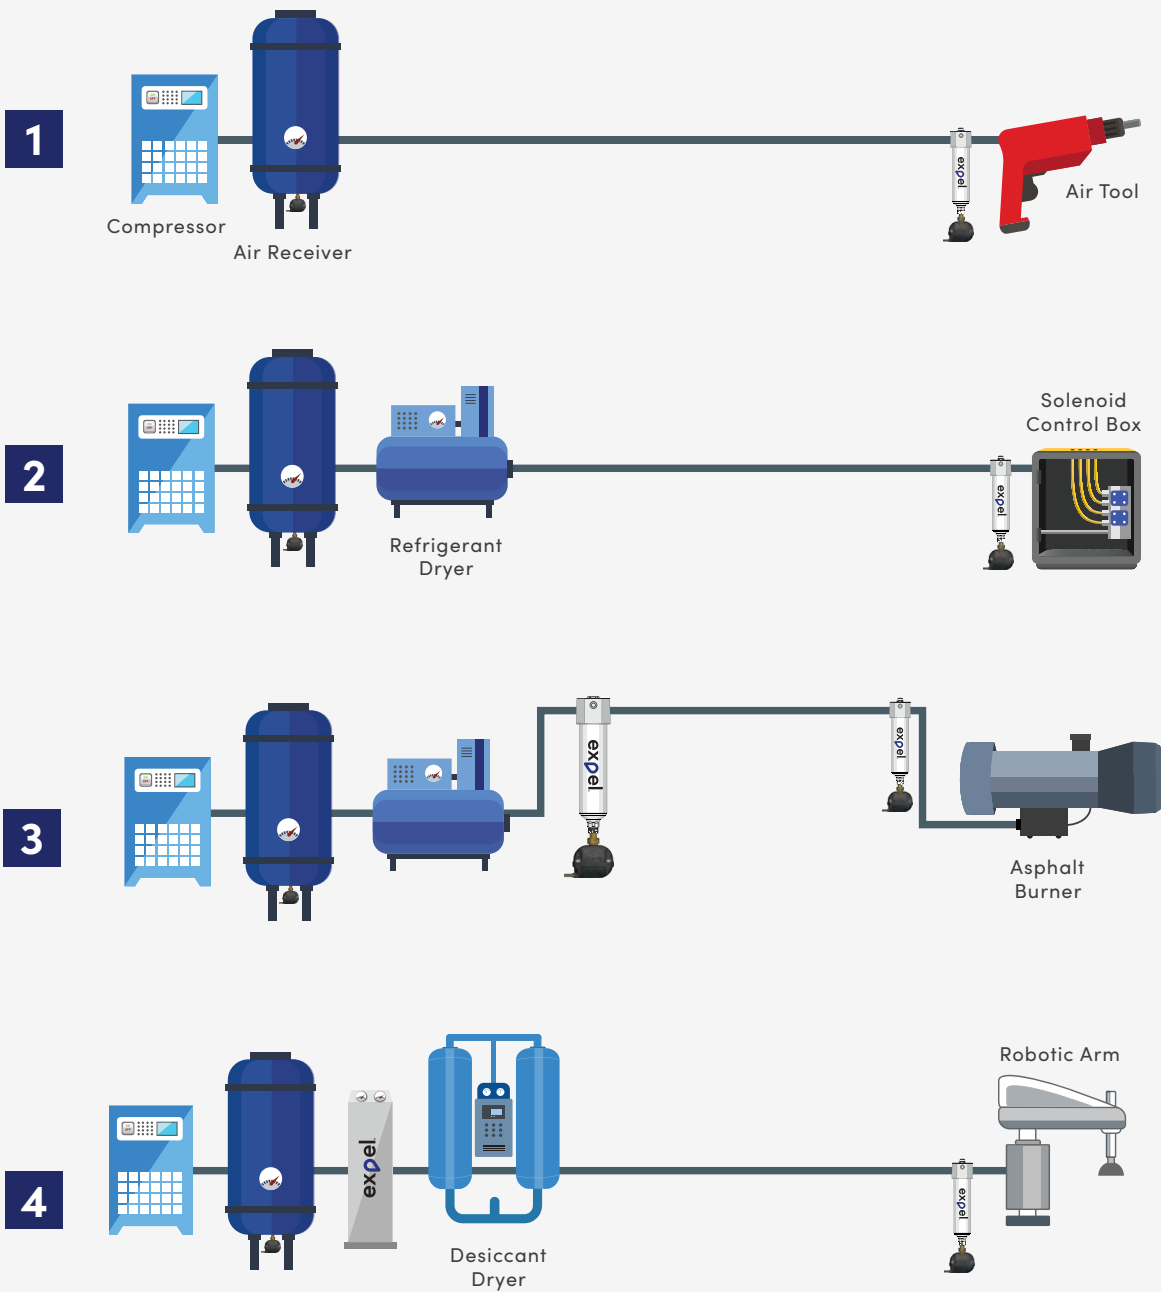 1
expel
Air Tool
Compressor
Air Receiver
2
Solenoid
Control Box
expel
Refrigerant
Dryer
3
expel
expel
Asphalt
Burner
4
Robotic Arm
expel
expel
Desiccant
Dryer